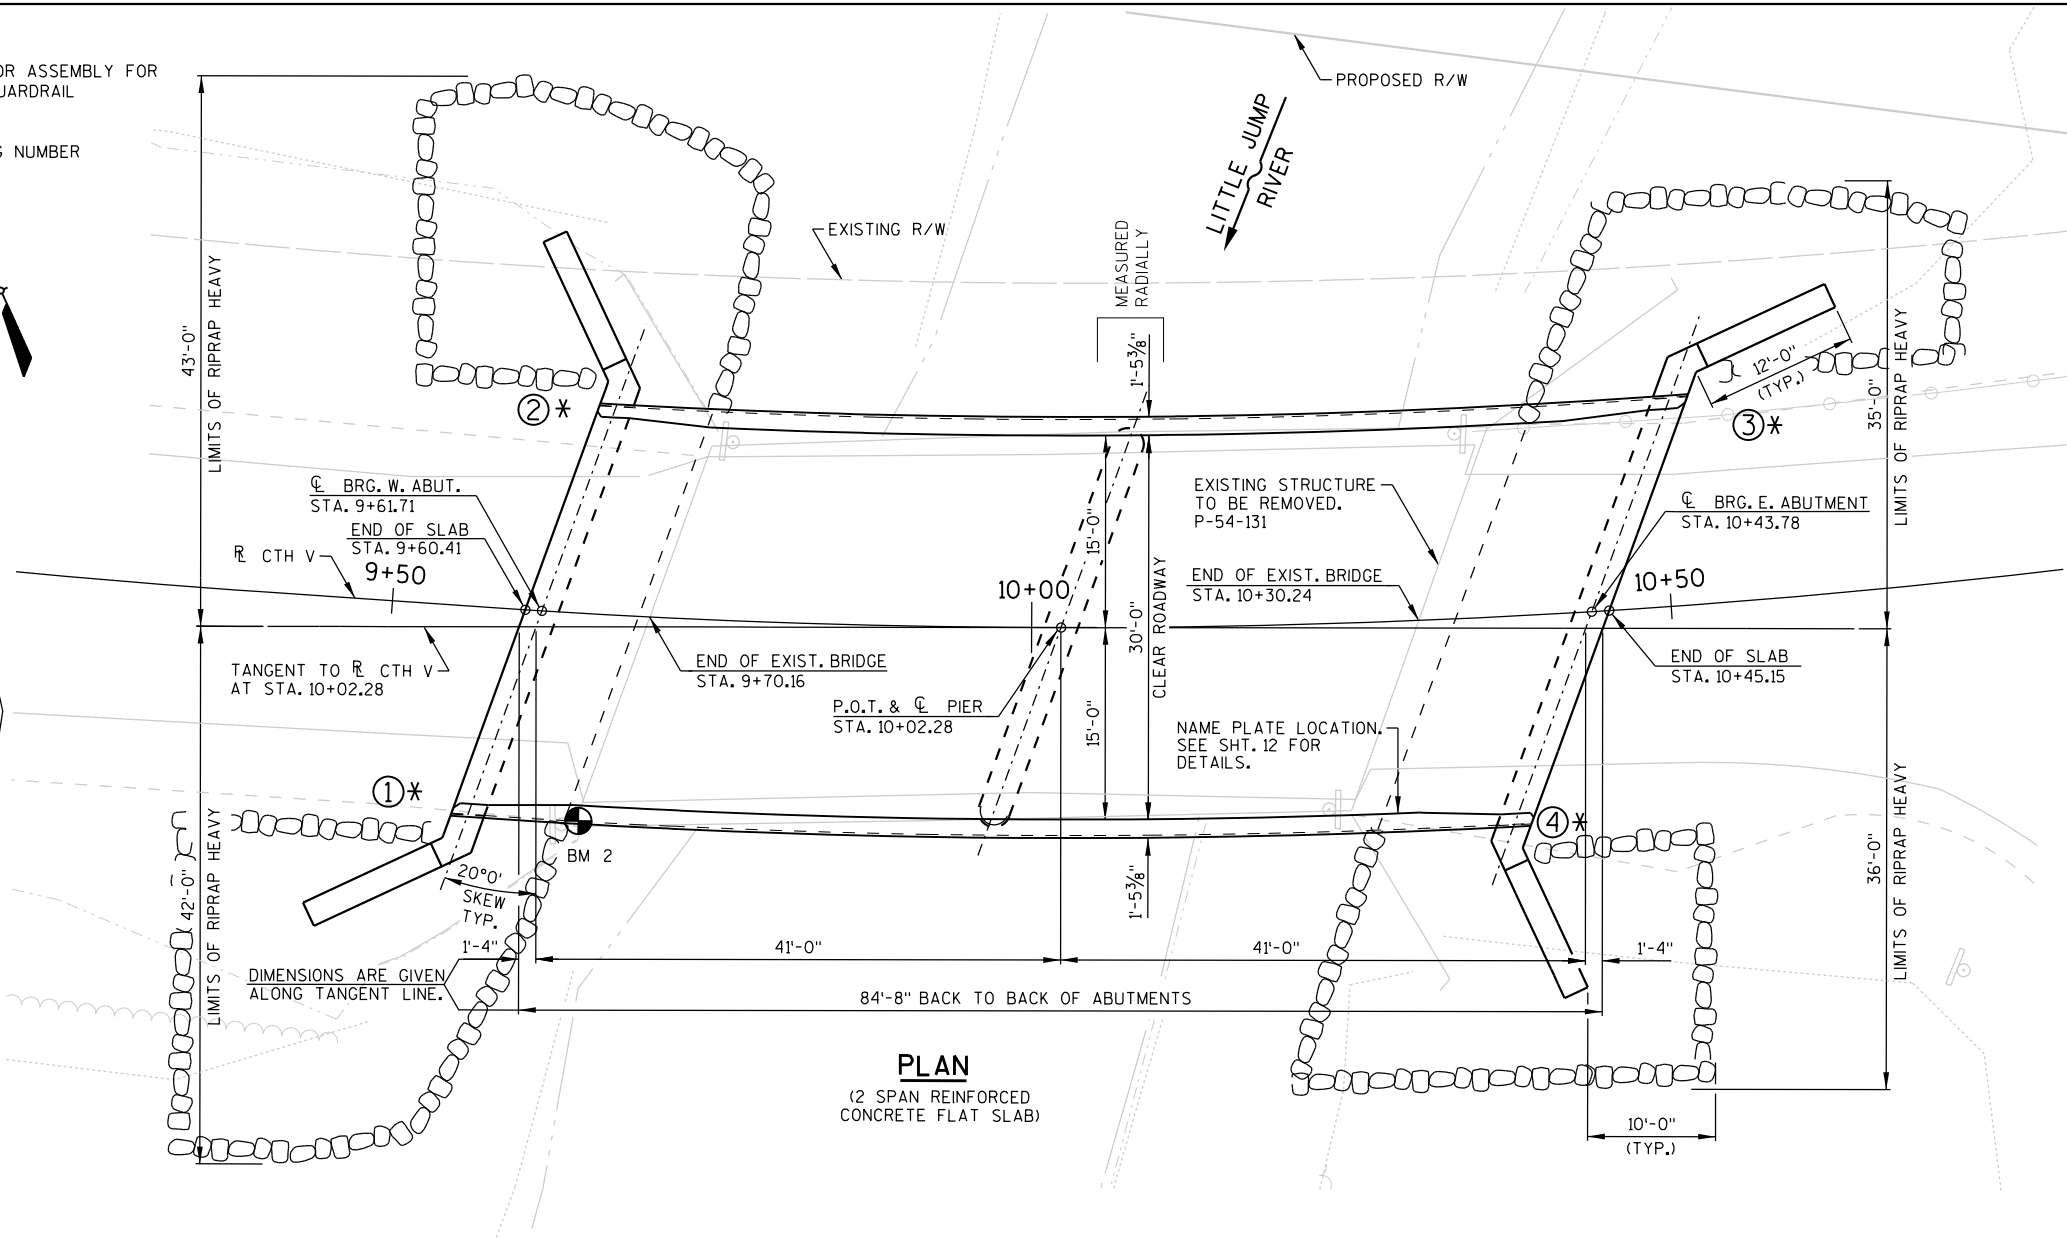 OR ASSEMBLY FOR
UARDRAIL
G NUMBER
PROPOSED R/W
LITTLE JUMP
RIVER
EXISTING R/W
MEASURED
RADIALLY
1'-5⅜"
43'-0"
LIMITS OF RIPRAP HEAVY
12'-0"
(TYP.)
35'-0"
LIMITS OF RIPRAP HEAVY
2*
3*
℄ BRG. W. ABUT.
STA. 9+61.71
END OF SLAB
STA. 9+60.41
EXISTING STRUCTURE
TO BE REMOVED.
P-54-131
℄ BRG. E. ABUTMENT
STA. 10+43.78
15'-0"
RL CTH V
9+50
10+00
END OF EXIST. BRIDGE
STA. 10+30.24
10+50
30'-0"
CLEAR ROADWAY
TANGENT TO RL CTH V
AT STA. 10+02.28
END OF EXIST. BRIDGE
STA. 9+70.16
END OF SLAB
STA. 10+45.15
P.O.T. & ℄ PIER
STA. 10+02.28
15'-0"
NAME PLATE LOCATION.
SEE SHT. 12 FOR
DETAILS.
1*
4*
BM 2
20°0'
SKEW
TYP.
1'-5⅜"
42'-0"
LIMITS OF RIPRAP HEAVY
36'-0"
LIMITS OF RIPRAP HEAVY
1'-4"
41'-0"
41'-0"
1'-4"
DIMENSIONS ARE GIVEN
ALONG TANGENT LINE.
84'-8" BACK TO BACK OF ABUTMENTS
PLAN
(2 SPAN REINFORCED
CONCRETE FLAT SLAB)
10'-0"
(TYP.)